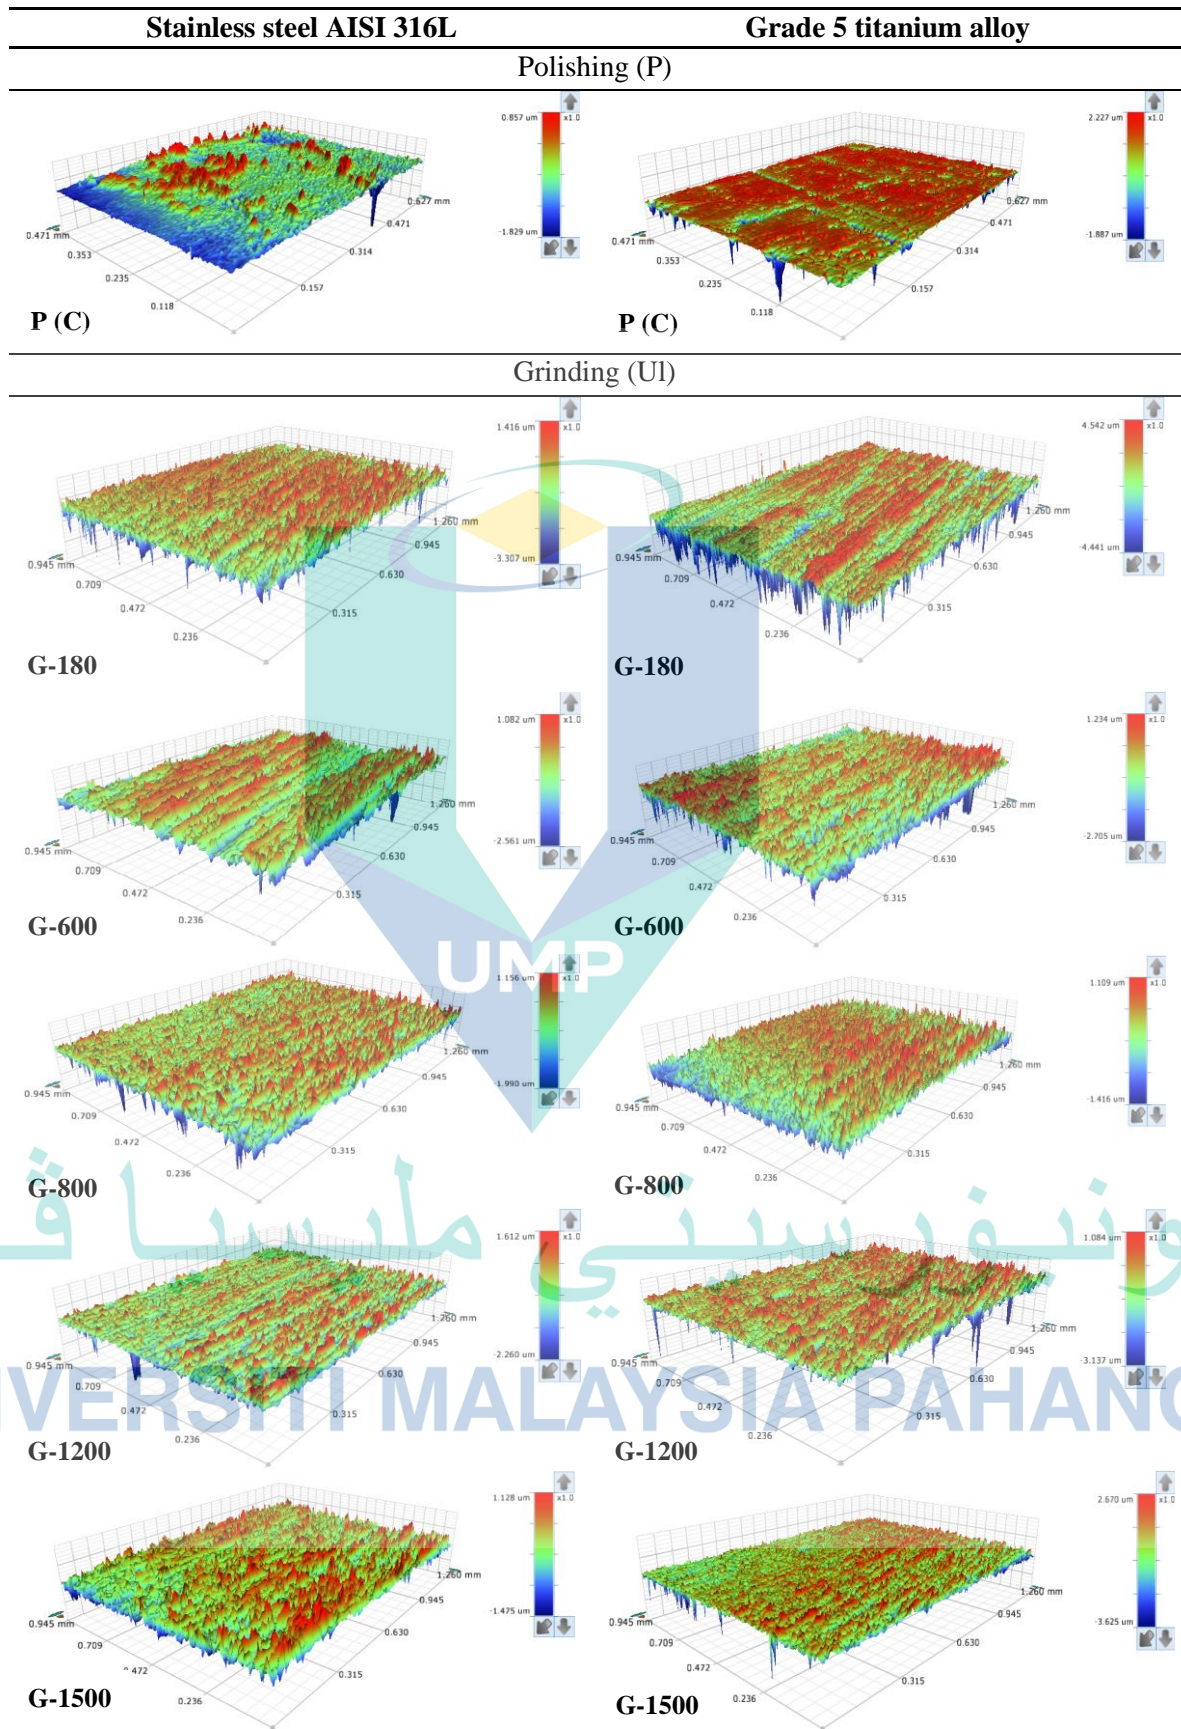 Stainless steel AISI 316L
Grade 5 titanium alloy
Polishing (P)
0.857 um
x1.0
-1.829 um
0.627 mm
0.471
0.314
0.157
0.471 mm
0.353
0.235
0.118
P (C)
2.227 um
x1.0
-1.887 um
0.627 mm
0.471
0.314
0.157
0.471 mm
0.353
0.235
0.118
P (C)
Grinding (Ul)
1.416 um
x1.0
-3.307 um
1.260 mm
0.945
0.630
0.315
0.945 mm
0.709
0.472
0.236
G-180
4.542 um
x1.0
-4.441 um
1.260 mm
0.945
0.630
0.315
0.945 mm
0.709
0.472
0.236
G-180
1.082 um
x1.0
-2.561 um
1.260 mm
0.945
0.630
0.315
0.945 mm
0.709
0.472
0.236
G-600
1.234 um
x1.0
-2.705 um
1.260 mm
0.945
0.630
0.315
0.945 mm
0.709
0.472
0.236
G-600
UMP
1.156 um
x1.0
-1.990 um
1.260 mm
0.945
0.630
0.315
0.945 mm
0.709
0.472
0.236
G-800
1.109 um
x1.0
-1.416 um
1.260 mm
0.945
0.630
0.315
0.945 mm
0.709
0.472
0.236
G-800
1.612 um
x1.0
-2.260 um
1.260 mm
0.945
0.630
0.315
0.945 mm
0.709
0.472
0.236
G-1200
1.084 um
x1.0
-3.137 um
1.260 mm
0.945
0.630
0.315
0.945 mm
0.709
0.472
0.236
G-1200
VERSITI MALAYSIA PAHANG
1.128 um
x1.0
-1.475 um
1.260 mm
0.945
0.630
0.315
0.945 mm
0.709
0.472
0.236
G-1500
2.670 um
x1.0
-3.625 um
1.260 mm
0.945
0.630
0.315
0.945 mm
0.709
0.472
0.236
G-1500